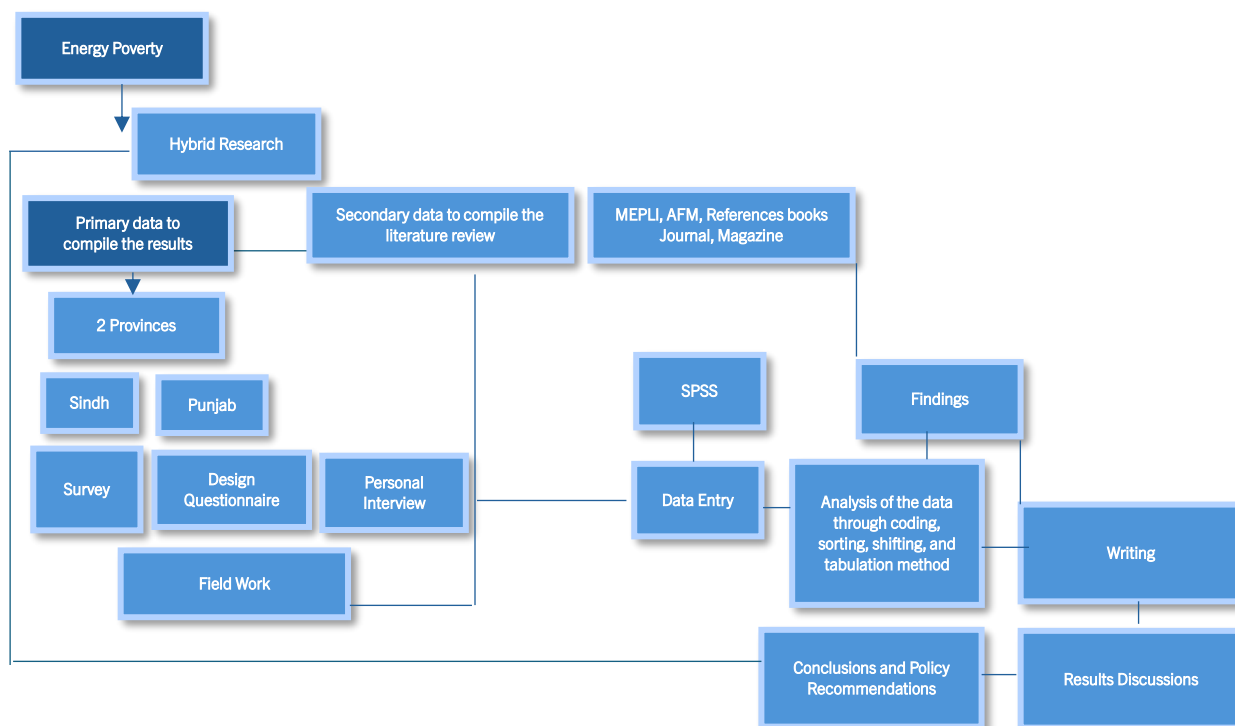 Energy Poverty
Hybrid Research
Primary data to
compile the results
Secondary data to compile the
literature review
MEPLI, AFM, References books
Journal, Magazine
2 Provinces
Sindh
Punjab
SPSS
Findings
Survey
Design
Questionnaire
Personal
Interview
Data Entry
Analysis of the data
through coding,
sorting, shifting, and
tabulation method
Writing
Field Work
Conclusions and Policy
Recommendations
Results Discussions